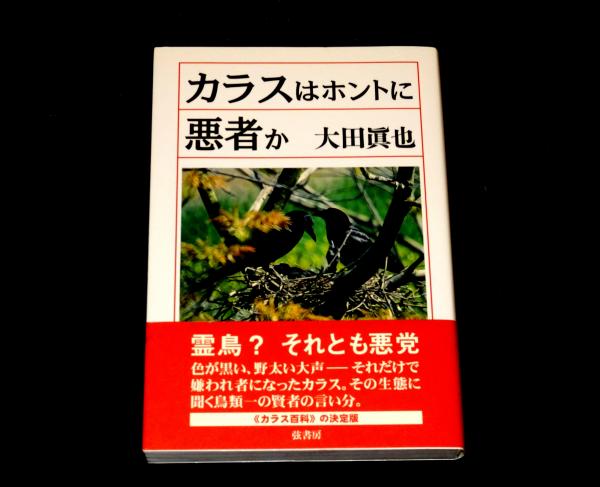 カラスはホントに
悪者か 大田眞也
霊鳥? それとも悪党
色が黒い、野太い大声──それだけで
嫌われ者になったカラス。その生態に
聞く鳥類一の賢者の言い分。
《カラス百科》の決定版
弦書房